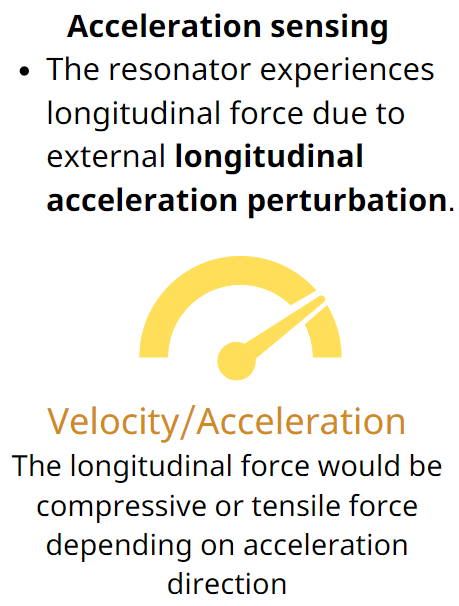 Acceleration sensing
• The resonator experiences
longitudinal force due to
external longitudinal
acceleration perturbation.
Velocity/Acceleration
The longitudinal force would be
compressive or tensile force
depending on acceleration
direction